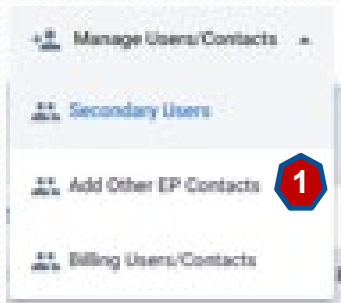 Manage Users/Contacts
Secondary Users
Add Other EP Contacts
1
Billing Users/Contacts